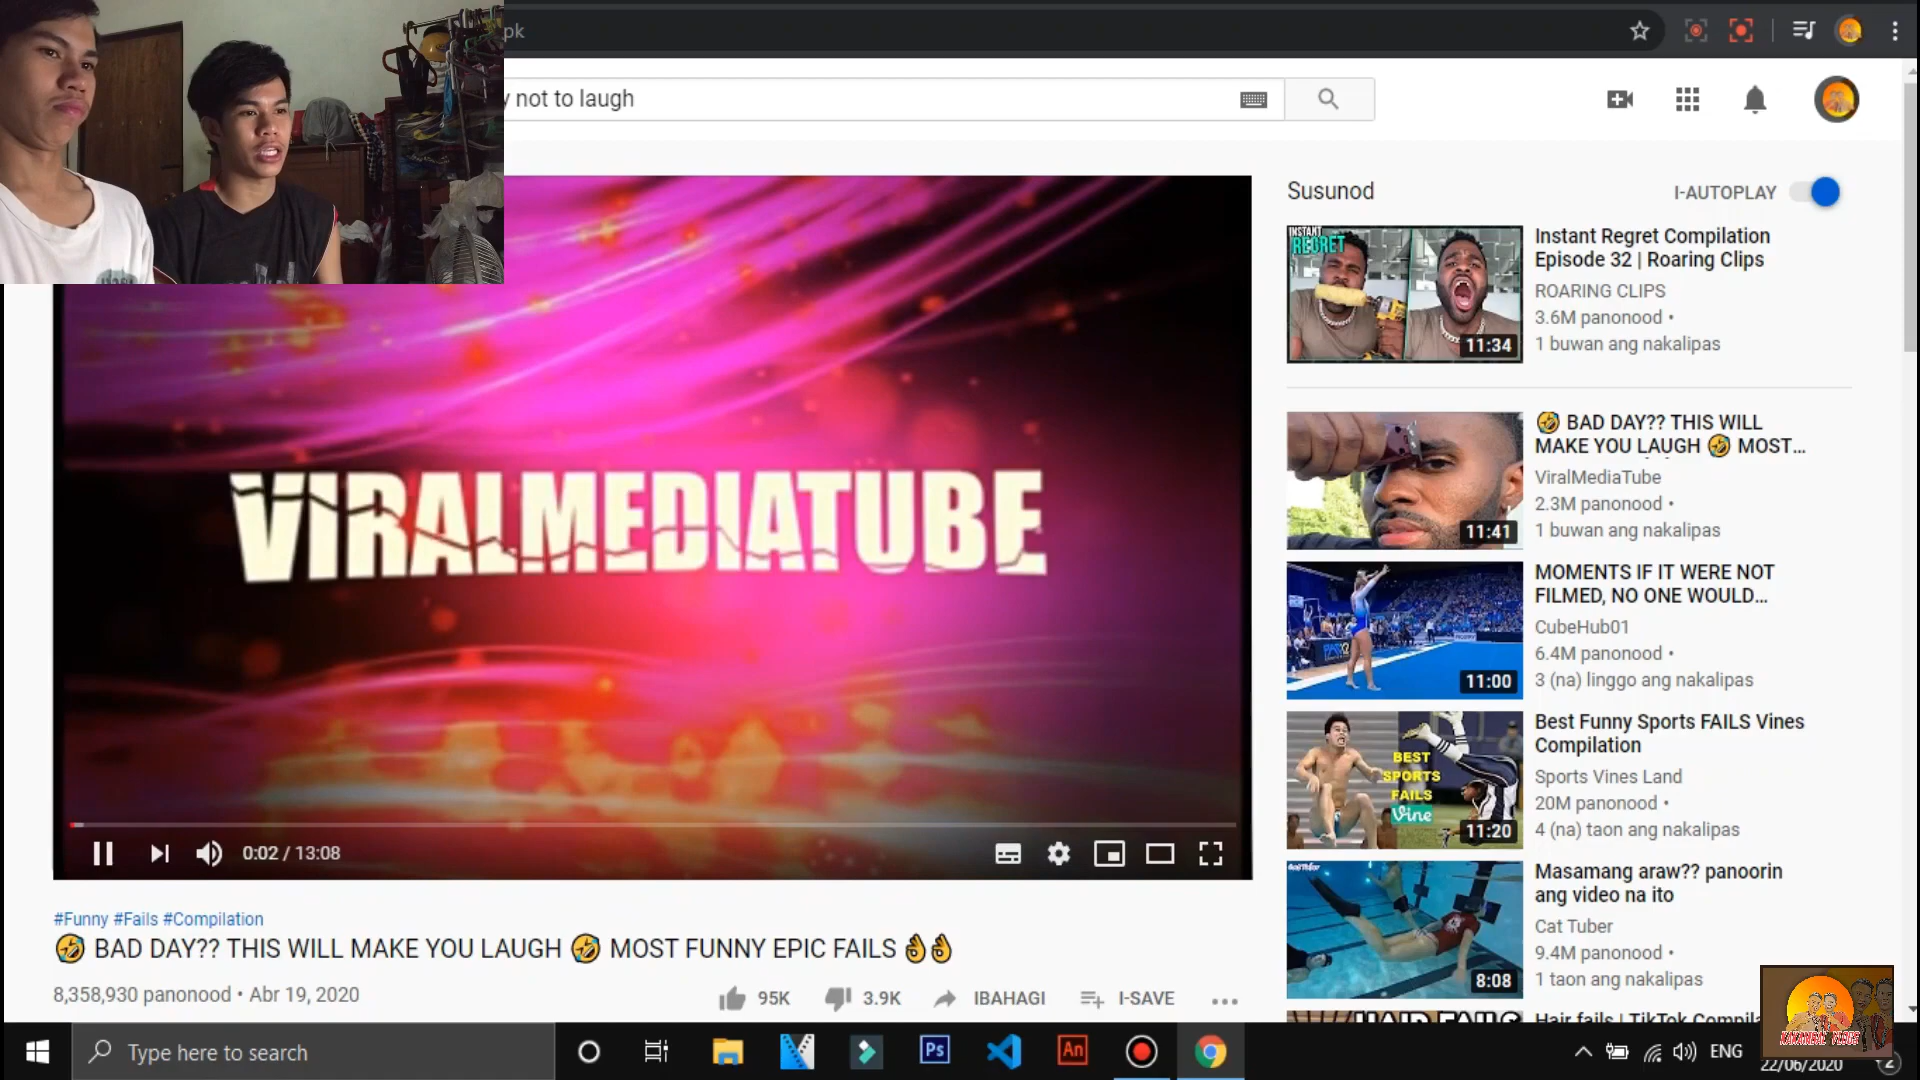 pk
y not to laugh
Susunod
I-AUTOPLAY
INSTANT
REGRET
11:34
Instant Regret Compilation
Episode 32 | Roaring Clips
ROARING CLIPS
3.6M panonood •
1 buwan ang nakalipas
VIRALMEDIATUBE
11:41
🤣 BAD DAY?? THIS WILL
MAKE YOU LAUGH 🤣 MOST...
ViralMediaTube
2.3M panonood •
1 buwan ang nakalipas
11:00
MOMENTS IF IT WERE NOT
FILMED, NO ONE WOULD...
CubeHub01
6.4M panonood •
3 (na) linggo ang nakalipas
BEST
SPORTS
FAILS
Vine
11:20
Best Funny Sports FAILS Vines
Compilation
Sports Vines Land
20M panonood •
4 (na) taon ang nakalipas
0:02 / 13:08
8:08
Masamang araw?? panoorin
ang video na ito
Cat Tuber
9.4M panonood •
1 taon ang nakalipas
#Funny #Fails #Compilation
🤣 BAD DAY?? THIS WILL MAKE YOU LAUGH 🤣 MOST FUNNY EPIC FAILS 👌👌
8,358,930 panonood • Abr 19, 2020
95K
3.9K
IBAHAGI
I-SAVE
Hair fails | TikTok Compila
Type here to search
Ps
An
ENG
22/06/2020
2